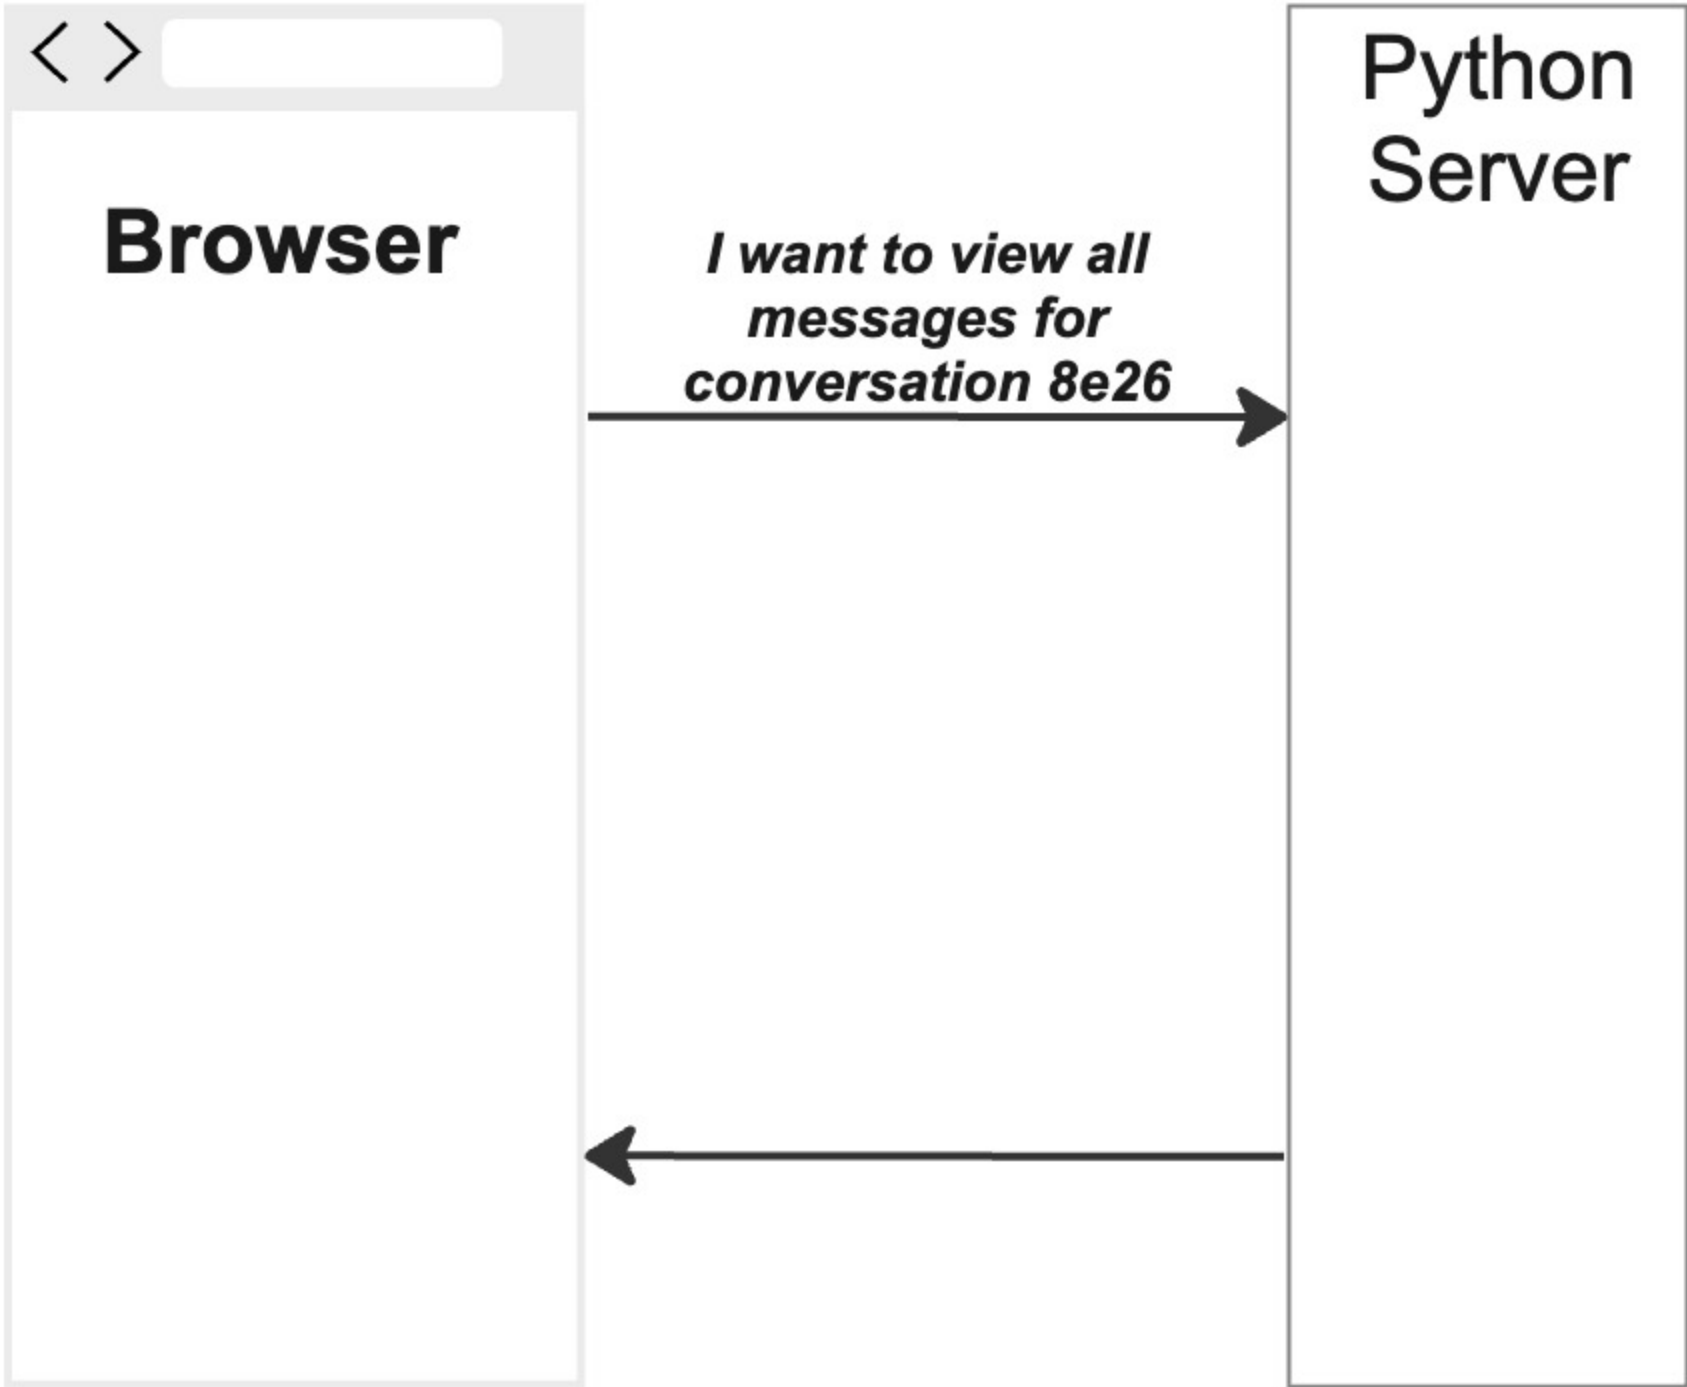 Browser
I want to view all
messages for
conversation 8e26
Python
Server